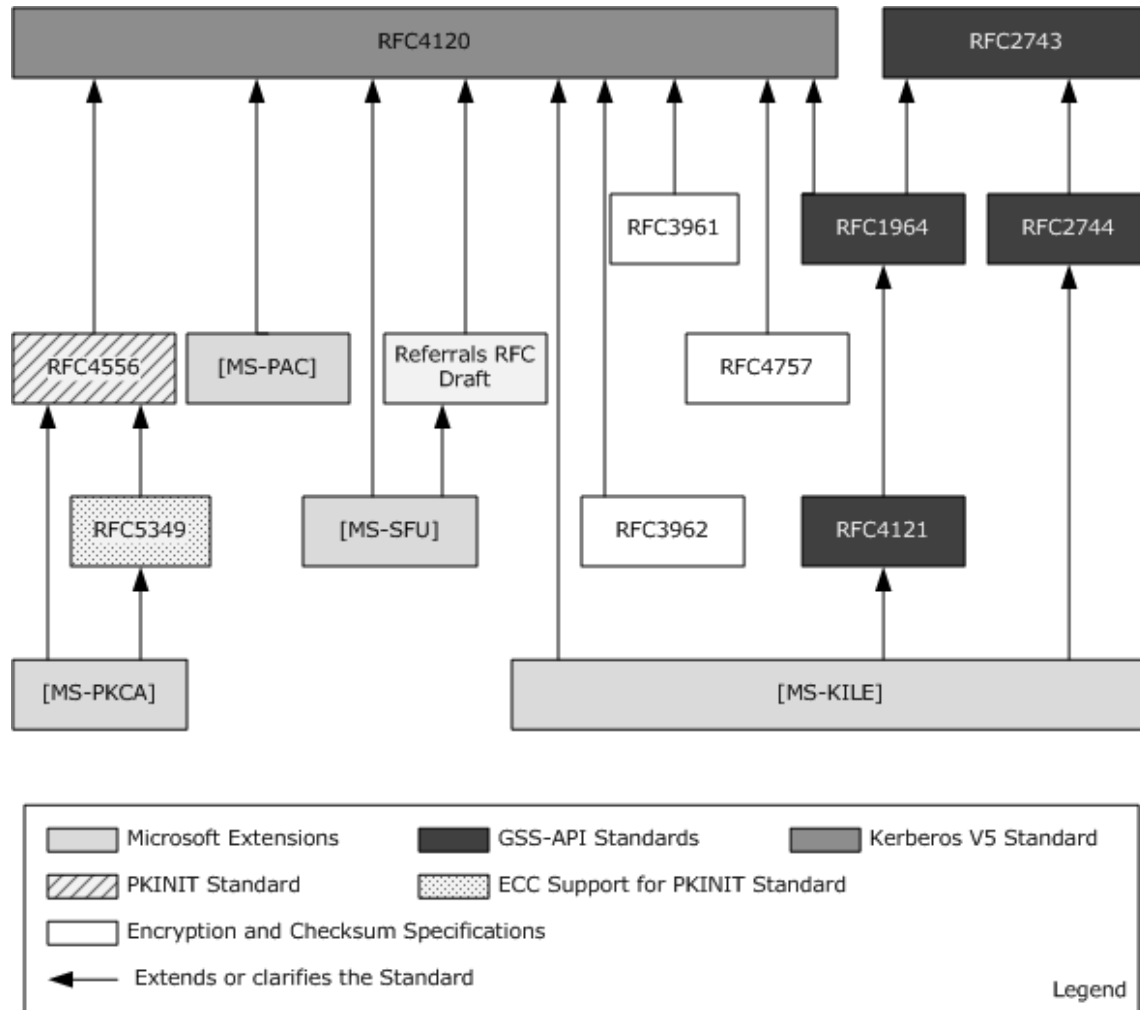 RFC4120
RFC2743
RFC3961
RFC1964
RFC2744
RFC4556
[MS-PAC]
Referrals RFC
Draft
RFC4757
RFC5349
[MS-SFU]
RFC3962
RFC4121
[MS-PKCA]
[MS-KILE]
Microsoft Extensions
GSS-API Standards
Kerberos V5 Standard
PKINIT Standard
ECC Support for PKINIT Standard
Encryption and Checksum Specifications
Extends or clarifies the Standard
Legend